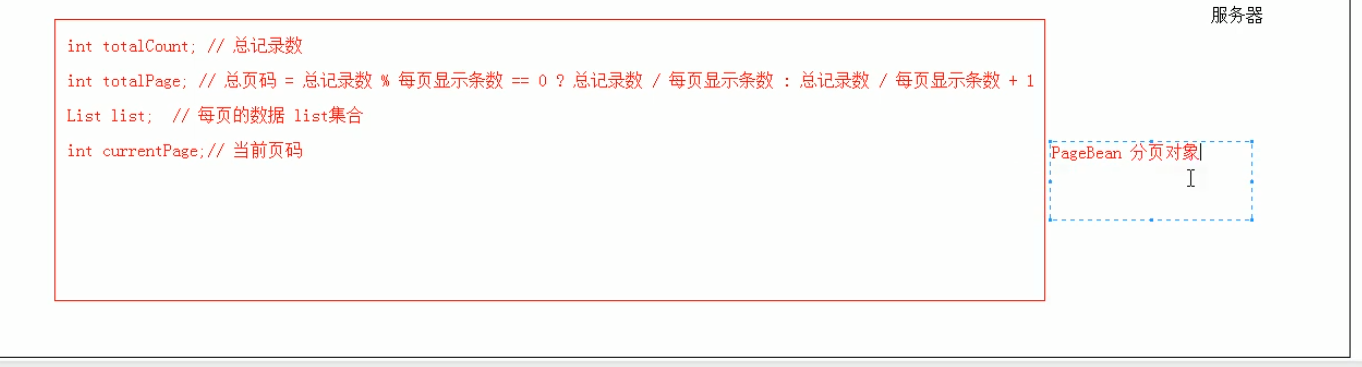 服务器
int totalCount; // 总记录数
int totalPage; // 总页码 = 总记录数 % 每页显示条数 == 0 ? 总记录数 / 每页显示条数 : 总记录数 / 每页显示条数 + 1
List list;  // 每页的数据 list集合
int currentPage;// 当前页码
PageBean 分页对象